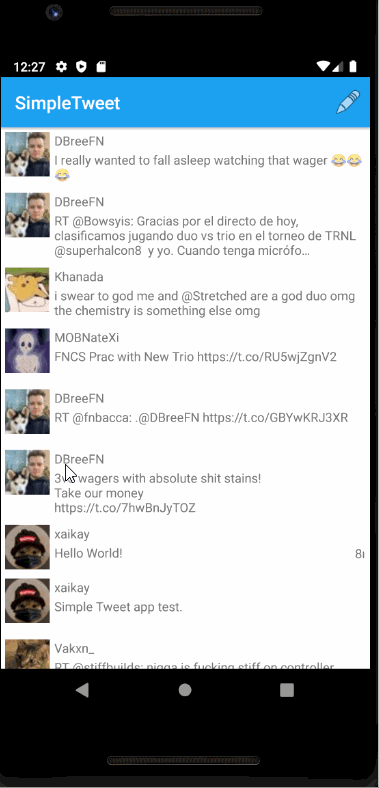 12:27
SimpleTweet
DBreeFN
I really wanted to fall asleep watching that wager 😂😂
😂
DBreeFN
RT @Bowsyis: Gracias por el directo de hoy,
clasificamos jugando duo vs trio en el torneo de TRNL
@superhalcon8 y yo. Cuando tenga micrófo…
Khanada
i swear to god me and @Stretched are a god duo omg
the chemistry is something else omg
MOBNateXi
FNCS Prac with New Trio https://t.co/RU5wjZgnV2
DBreeFN
RT @fnbacca: .@DBreeFN https://t.co/GBYwKRJ3XR
DBreeFN
wagers with absolute shit stains!
Take our money
https://t.co/7hwBnJyTOZ
xaikay
Hello World!
xaikay
Simple Tweet app test.
Vakxn_
RT @stiffbuilds: nigga is fucking stiff on controller